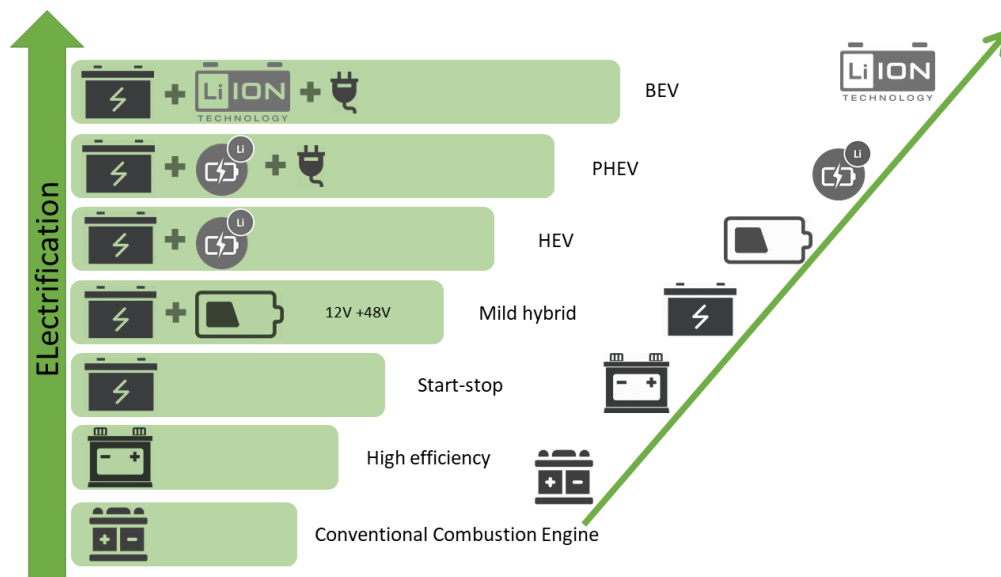 ELectrification
Li ION
TECHNOLOGY
BEV
Li ION
TECHNOLOGY
Li
PHEV
Li
Li
HEV
12V +48V
Mild hybrid
Start-stop
High efficiency
Conventional Combustion Engine